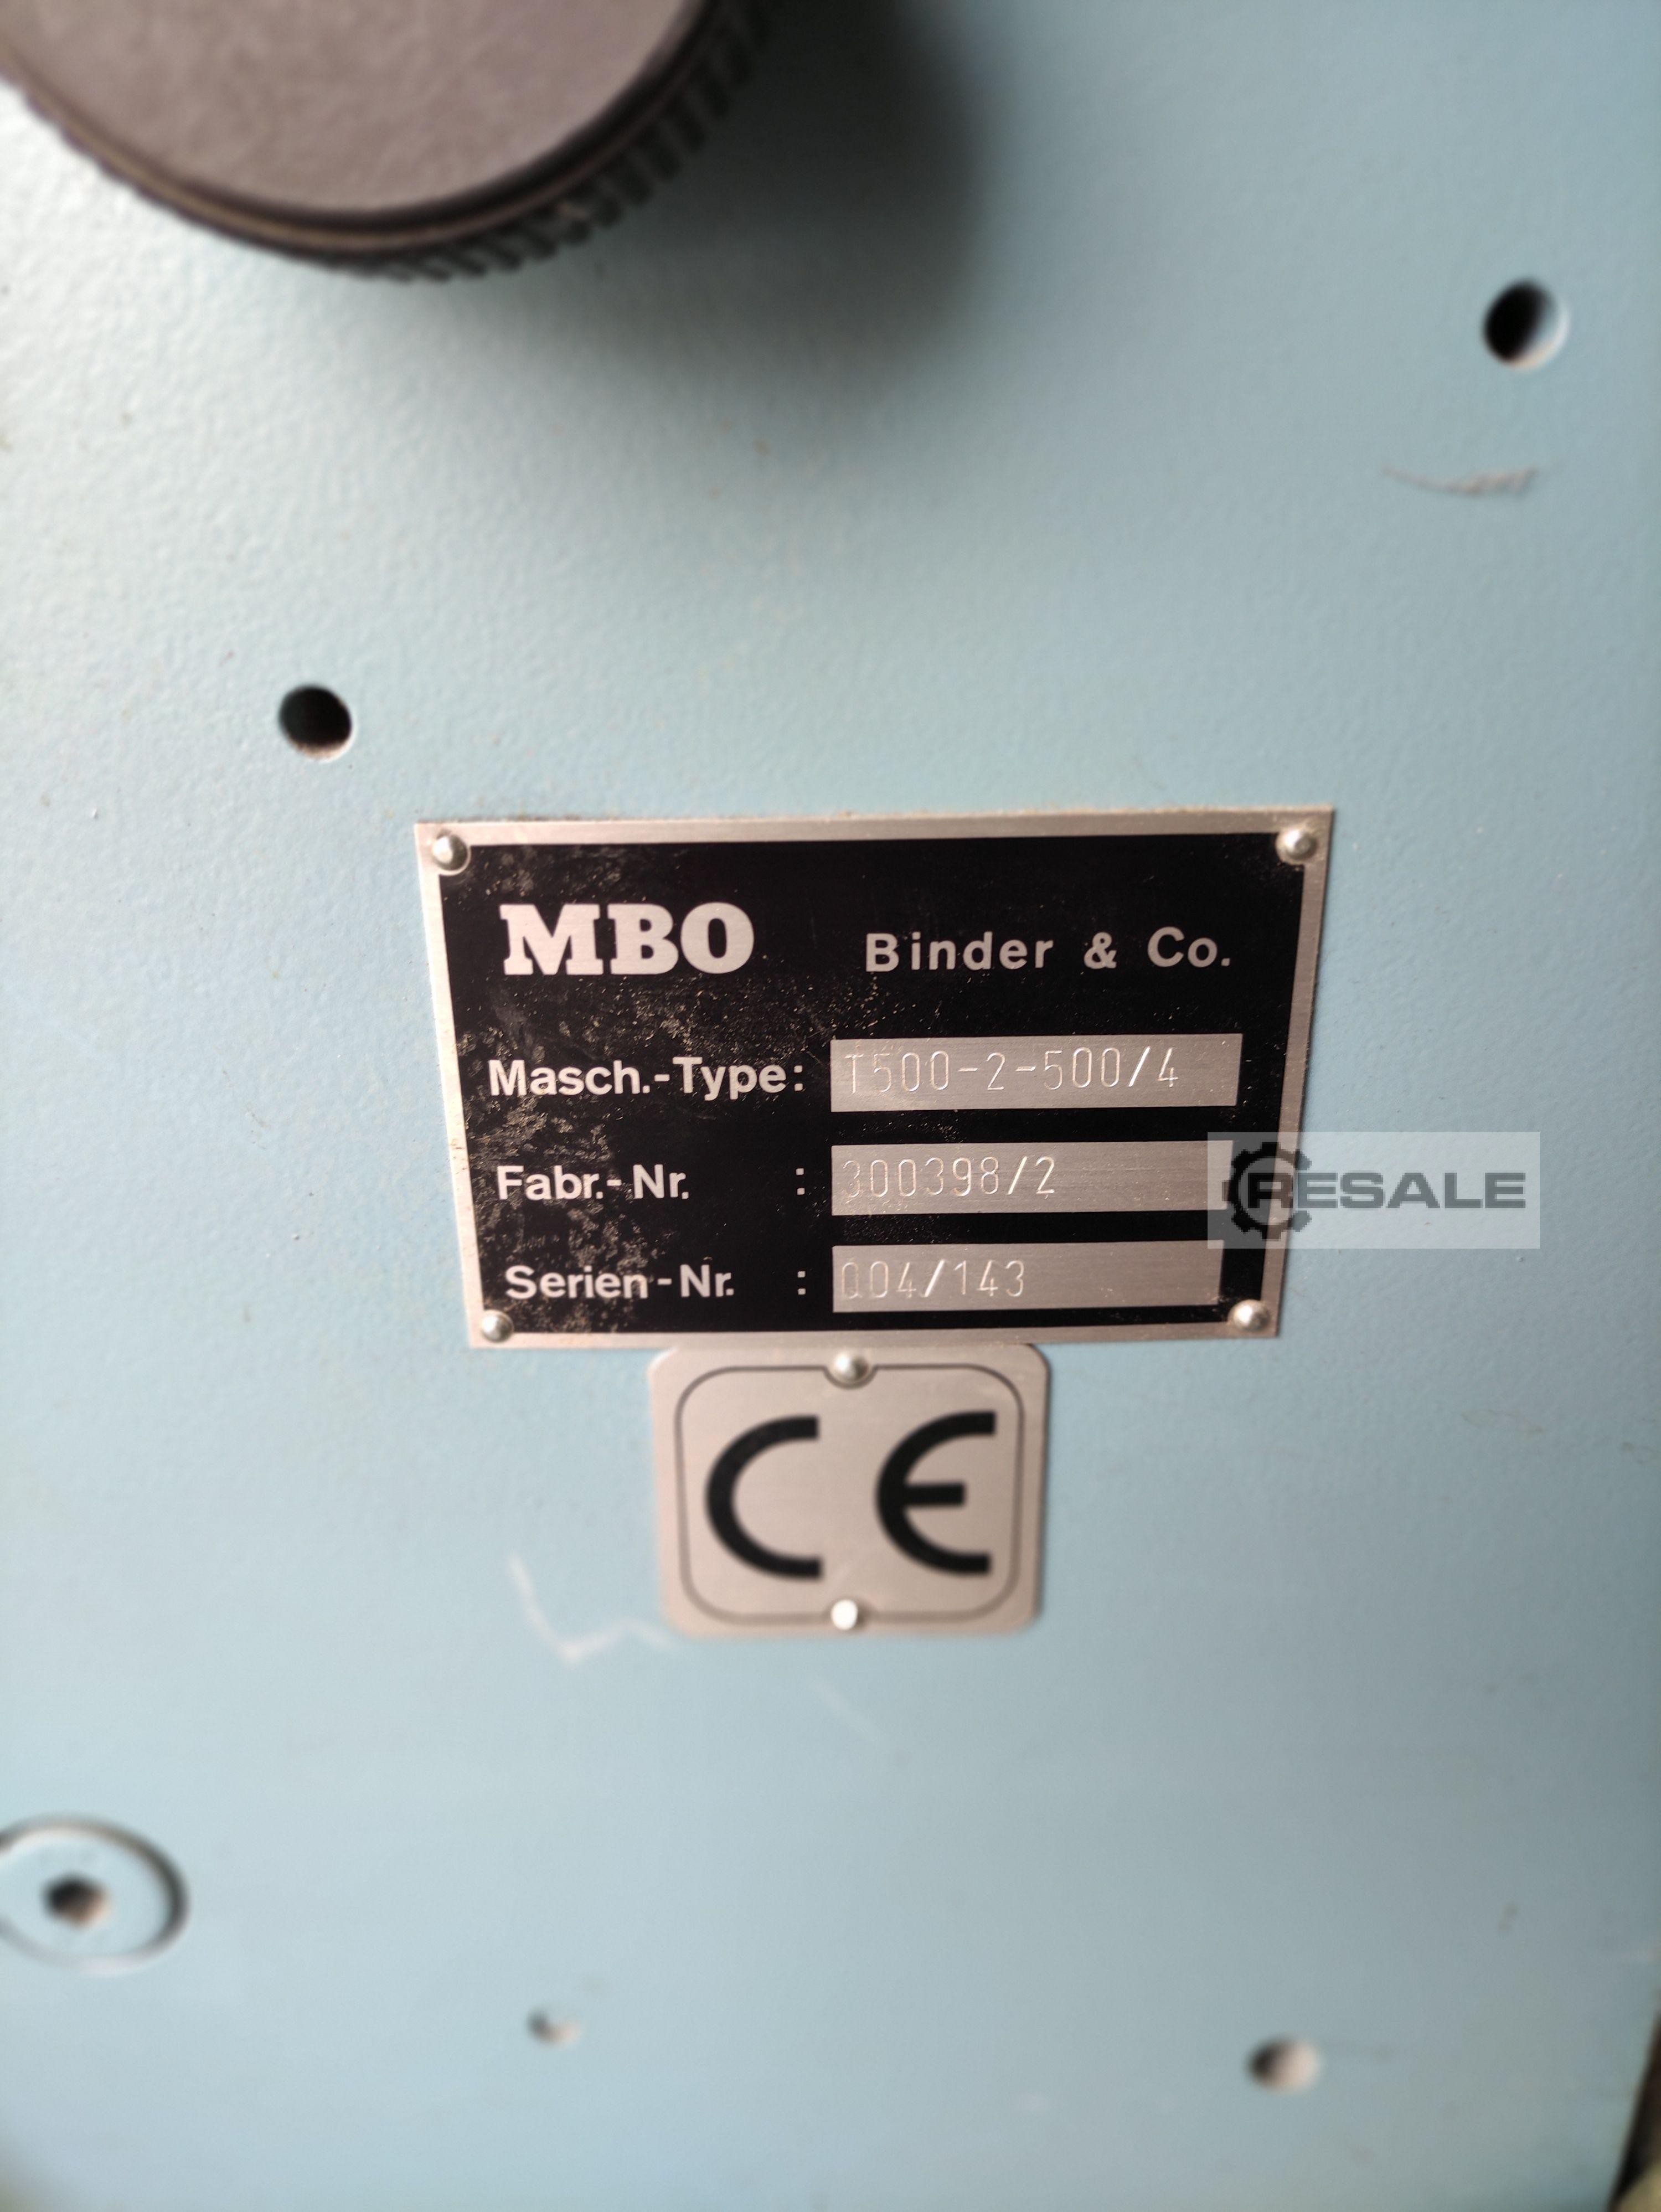 MBO Binder & Co.
Masch.-Type: T500-2-500/4
Fabr.-Nr. : 300398/2
RESALE
Serien-Nr. : 004/143
CE